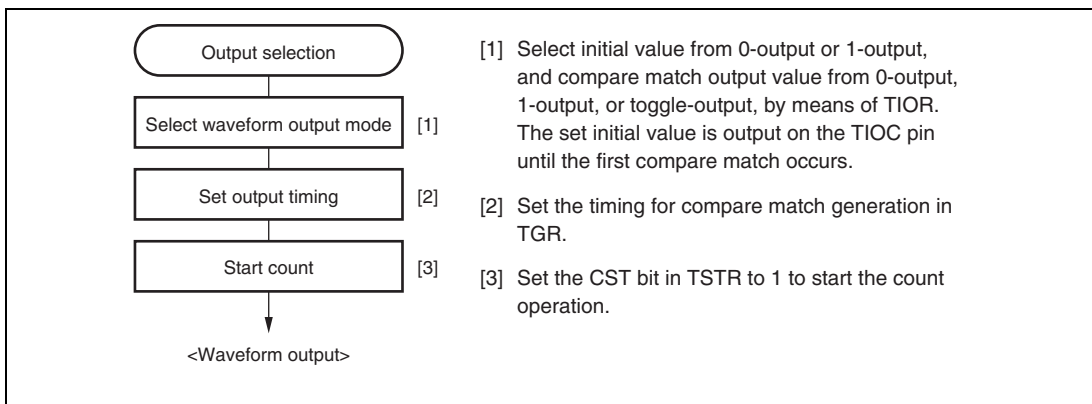 Output selection
Select waveform output mode [1]
Set output timing [2]
Start count [3]
<Waveform output>
[1] Select initial value from 0-output or 1-output,
and compare match output value from 0-output,
1-output, or toggle-output, by means of TIOR.
The set initial value is output on the TIOC pin
until the first compare match occurs.
[2] Set the timing for compare match generation in
TGR.
[3] Set the CST bit in TSTR to 1 to start the count
operation.